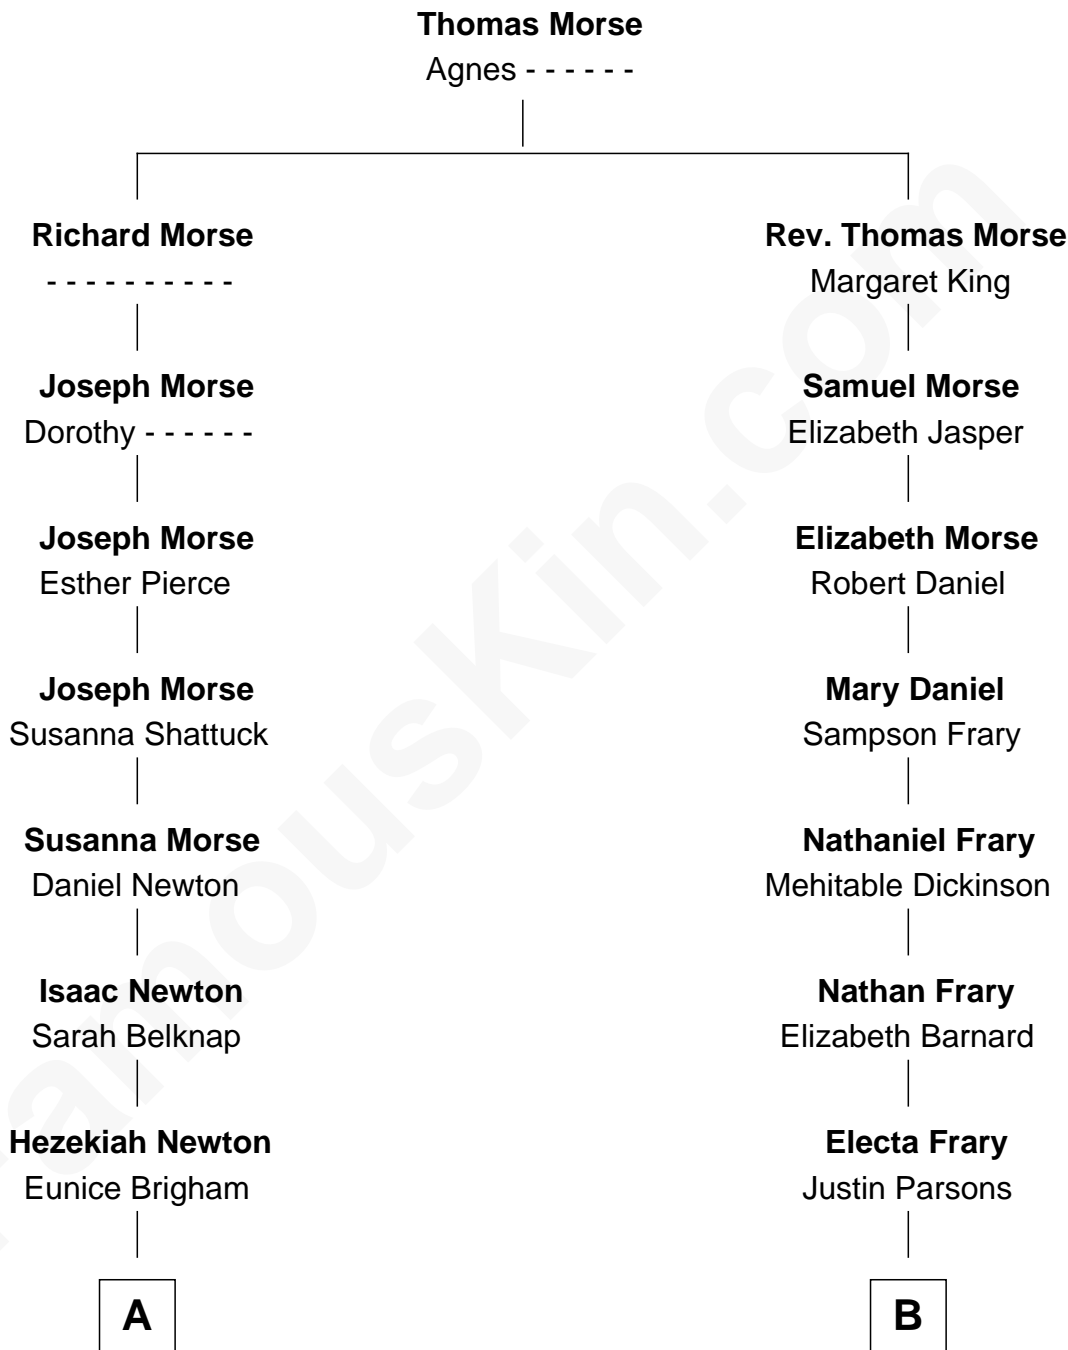 Thomas Morse
Agnes - - - - - -
Richard Morse
- - - - - - - - - -
Rev. Thomas Morse
Margaret King
Joseph Morse
Dorothy - - - - - -
Samuel Morse
Elizabeth Jasper
Joseph Morse
Esther Pierce
Elizabeth Morse
Robert Daniel
Joseph Morse
Susanna Shattuck
Mary Daniel
Sampson Frary
Susanna Morse
Daniel Newton
Nathaniel Frary
Mehitable Dickinson
Isaac Newton
Sarah Belknap
Nathan Frary
Elizabeth Barnard
Hezekiah Newton
Eunice Brigham
Electa Frary
Justin Parsons
A
B
FamousKin.com